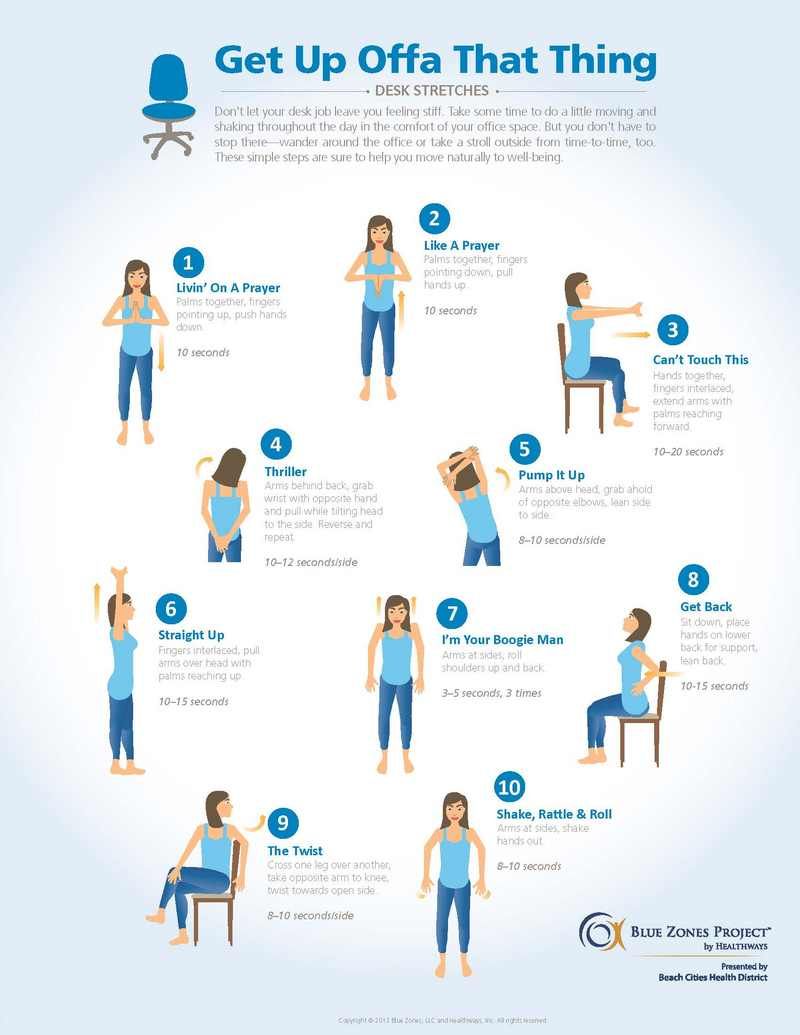 Get Up Offa That Thing
• DESK STRETCHES •
Don't let your desk job leave you feeling stiff. Take some time to do a little moving and
shaking throughout the day in the comfort of your office space. But you don't have to
stop there—wander around the office or take a stroll outside from time-to-time, too.
These simple steps are sure to help you move naturally to well-being.
1
Livin' On A Prayer
Palms together, fingers
pointing up, push hands
down.
10 seconds
2
Like A Prayer
Palms together, fingers
pointing down, pull
hands up.
10 seconds
3
Can't Touch This
Hands together,
fingers interlaced,
extend arms with
palms reaching
forward.
10–20 seconds
4
Thriller
Arms behind back, grab
wrist with opposite hand
and pull while tilting head
to the side. Reverse and
repeat.
10–12 seconds/side
5
Pump It Up
Arms above head, grab ahold
of opposite elbows, lean side
to side.
8–10 seconds/side
6
Straight Up
Fingers interlaced, pull
arms over head with
palms reaching up.
10–15 seconds
7
I'm Your Boogie Man
Arms at sides, roll
shoulders up and back.
3–5 seconds, 3 times
8
Get Back
Sit down, place
hands on lower
back for support,
lean back.
10-15 seconds
9
The Twist
Cross one leg over another,
take opposite arm to knee,
twist towards open side.
8–10 seconds/side
10
Shake, Rattle & Roll
Arms at sides, shake
hands out.
8–10 seconds
BLUE ZONES PROJECT™
by HEALTHWAYS
Presented by
Beach Cities Health District
Copyright © 2013 Blue Zones, LLC and Healthways, Inc. All rights reserved.